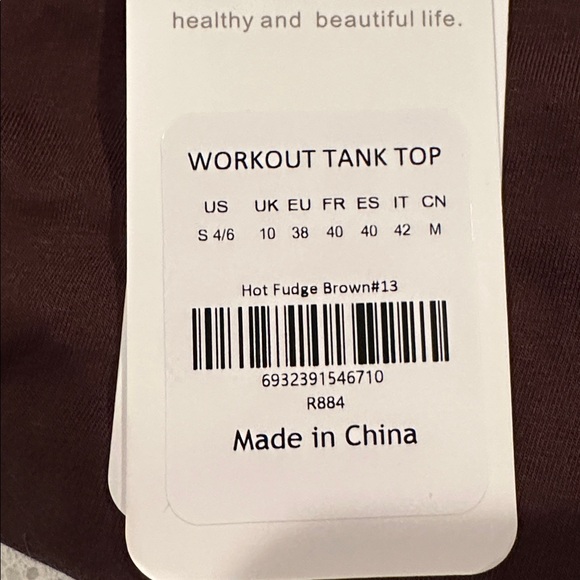 healthy and beautiful life.
WORKOUT TANK TOP
US UK EU FR ES IT CN
S 4/6 10 38 40 40 42 M
Hot Fudge Brown#13
6932391546710
R884
Made in China